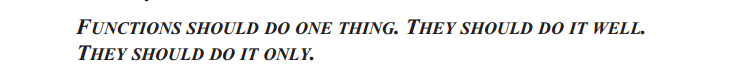 FUNCTIONS SHOULD DO ONE THING. THEY SHOULD DO IT WELL.
THEY SHOULD DO IT ONLY.